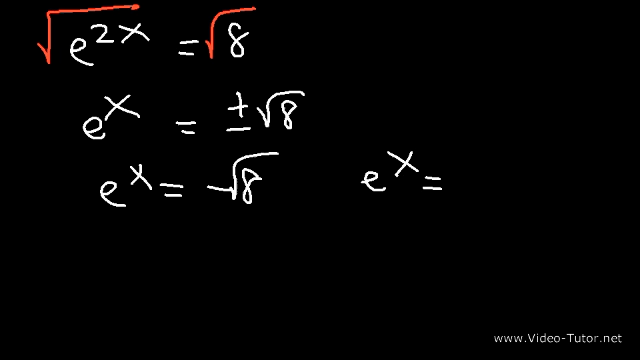 √e^2x = √8
e^x = ±√8
e^x = -√8 e^x =
www.Video-Tutor.net